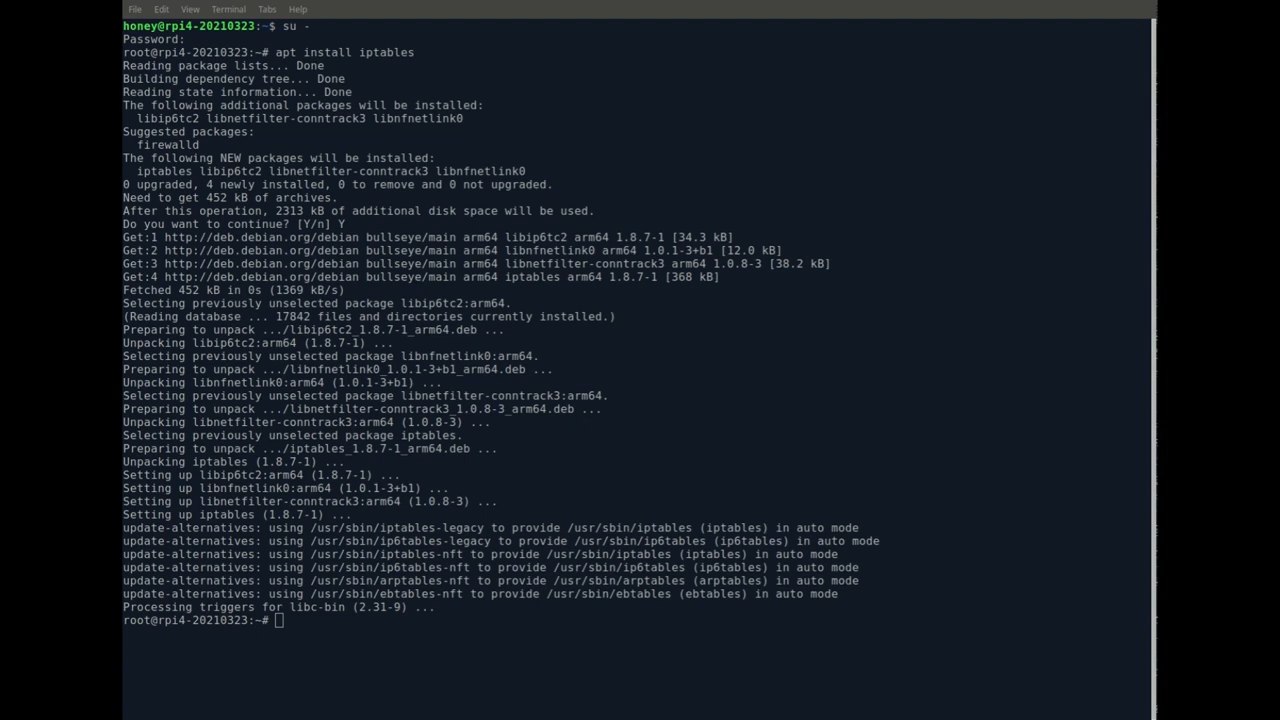 File Edit View Terminal Tabs Help
honey@rpi4-20210323:~$ su -
Password:
root@rpi4-20210323:~# apt install iptables
Reading package lists... Done
Building dependency tree... Done
Reading state information... Done
The following additional packages will be installed:
  libip6tc2 libnetfilter-conntrack3 libnfnetlink0
Suggested packages:
  firewalld
The following NEW packages will be installed:
  iptables libip6tc2 libnetfilter-conntrack3 libnfnetlink0
0 upgraded, 4 newly installed, 0 to remove and 0 not upgraded.
Need to get 452 kB of archives.
After this operation, 2313 kB of additional disk space will be used.
Do you want to continue? [Y/n] Y
Get:1 http://deb.debian.org/debian bullseye/main arm64 libip6tc2 arm64 1.8.7-1 [34.3 kB]
Get:2 http://deb.debian.org/debian bullseye/main arm64 libnfnetlink0 arm64 1.0.1-3+b1 [12.0 kB]
Get:3 http://deb.debian.org/debian bullseye/main arm64 libnetfilter-conntrack3 arm64 1.0.8-3 [38.2 kB]
Get:4 http://deb.debian.org/debian bullseye/main arm64 iptables arm64 1.8.7-1 [368 kB]
Fetched 452 kB in 0s (1369 kB/s)
Selecting previously unselected package libip6tc2:arm64.
(Reading database ... 17842 files and directories currently installed.)
Preparing to unpack .../libip6tc2_1.8.7-1_arm64.deb ...
Unpacking libip6tc2:arm64 (1.8.7-1) ...
Selecting previously unselected package libnfnetlink0:arm64.
Preparing to unpack .../libnfnetlink0_1.0.1-3+b1_arm64.deb ...
Unpacking libnfnetlink0:arm64 (1.0.1-3+b1) ...
Selecting previously unselected package libnetfilter-conntrack3:arm64.
Preparing to unpack .../libnetfilter-conntrack3_1.0.8-3_arm64.deb ...
Unpacking libnetfilter-conntrack3:arm64 (1.0.8-3) ...
Selecting previously unselected package iptables.
Preparing to unpack .../iptables_1.8.7-1_arm64.deb ...
Unpacking iptables (1.8.7-1) ...
Setting up libip6tc2:arm64 (1.8.7-1) ...
Setting up libnfnetlink0:arm64 (1.0.1-3+b1) ...
Setting up libnetfilter-conntrack3:arm64 (1.0.8-3) ...
Setting up iptables (1.8.7-1) ...
update-alternatives: using /usr/sbin/iptables-legacy to provide /usr/sbin/iptables (iptables) in auto mode
update-alternatives: using /usr/sbin/ip6tables-legacy to provide /usr/sbin/ip6tables (ip6tables) in auto mode
update-alternatives: using /usr/sbin/iptables-nft to provide /usr/sbin/iptables (iptables) in auto mode
update-alternatives: using /usr/sbin/ip6tables-nft to provide /usr/sbin/ip6tables (ip6tables) in auto mode
update-alternatives: using /usr/sbin/arptables-nft to provide /usr/sbin/arptables (arptables) in auto mode
update-alternatives: using /usr/sbin/ebtables-nft to provide /usr/sbin/ebtables (ebtables) in auto mode
Processing triggers for libc-bin (2.31-9) ...
root@rpi4-20210323:~#